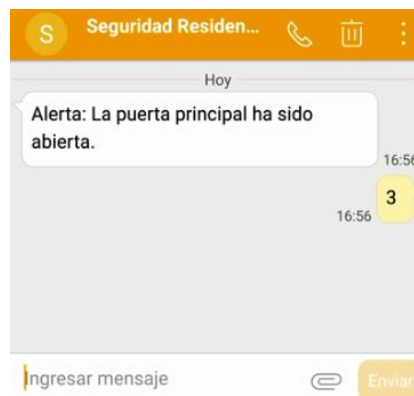 S
Seguridad Residen...
Hoy
Alerta: La puerta principal ha sido
abierta.
16:56
3
16:56
Ingresar mensaje
Enviar